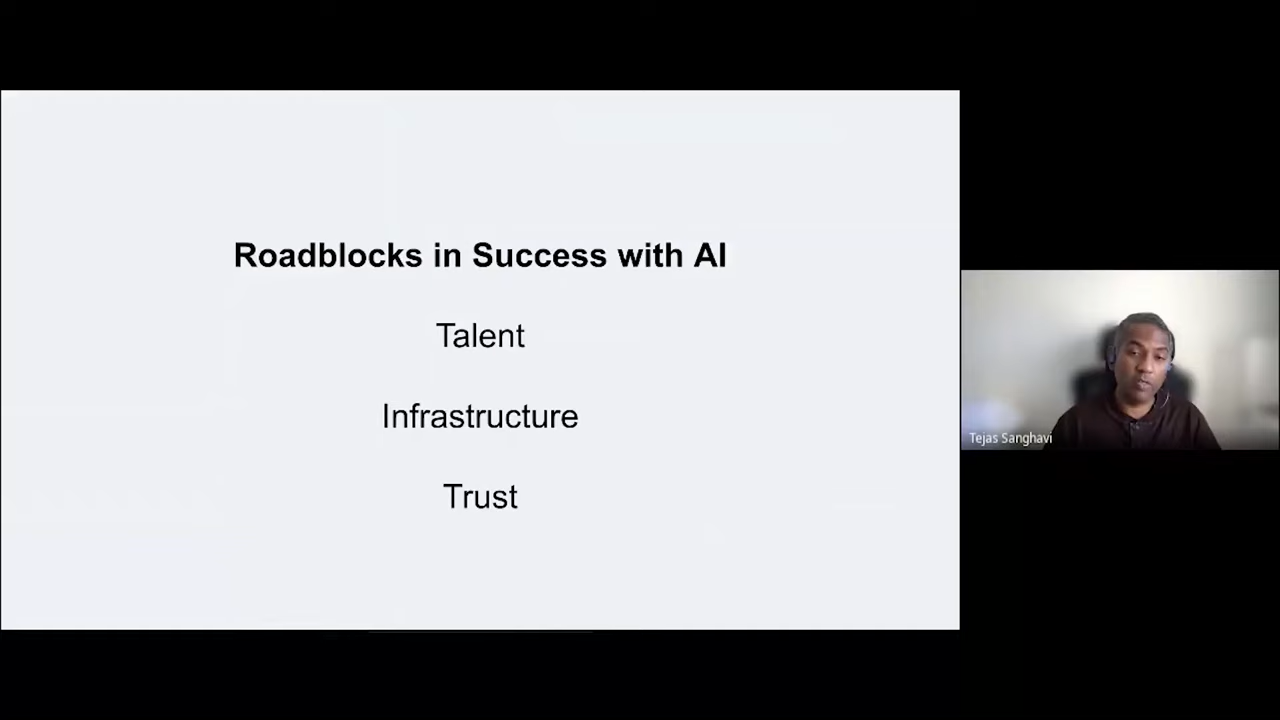 Roadblocks in Success with AI
Talent
Infrastructure
Trust
Tejas Sanghavi